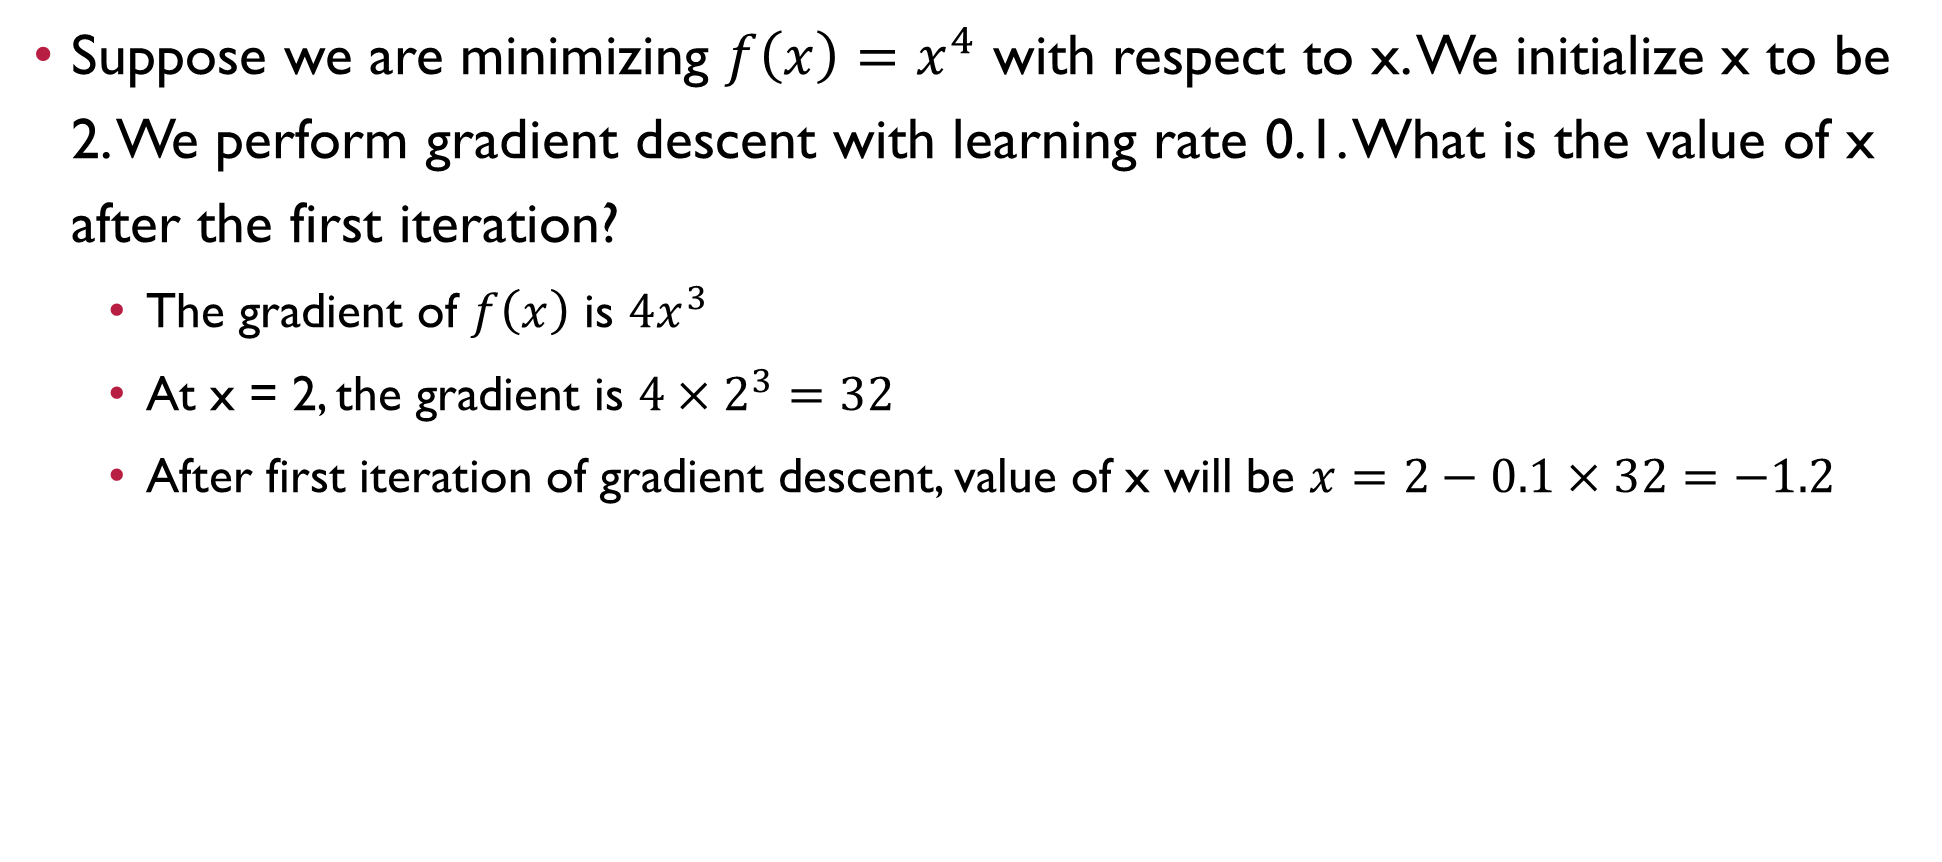 • Suppose we are minimizing f(x) = x⁴ with respect to x. We initialize x to be
2. We perform gradient descent with learning rate 0.1. What is the value of x
after the first iteration?
• The gradient of f(x) is 4x³
• At x = 2, the gradient is 4 × 2³ = 32
• After first iteration of gradient descent, value of x will be x = 2 − 0.1 × 32 = −1.2